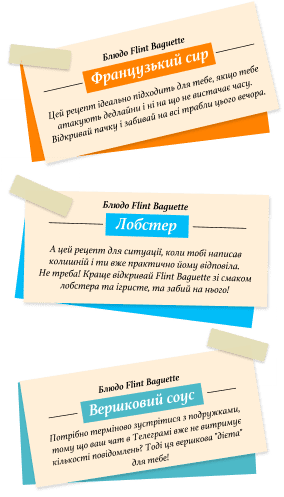 Блюдо Flint Baguette
Французький сир
Цей рецепт ідеально підходить для тебе, якщо тебе
атакують дедлайни і ні на що не вистачає часу.
Відкривай пачку і забивай на всі траблы цього вечора.
Блюдо Flint Baguette
Лобстер
А цей рецепт для ситуації, коли тобі написав
колишній і ти вже практично йому відповіла.
Не треба! Краще відкривай Flint Baguette зі смаком
лобстера та ігристе, та забий на нього!
Блюдо Flint Baguette
Вершковий соус
Потрібно терміново зустрітися з подружками,
тому що ваш чат в Телеграмі вже не витримує
кількості повідомлень? Тоді ця вершкова "дієта"
для тебе!